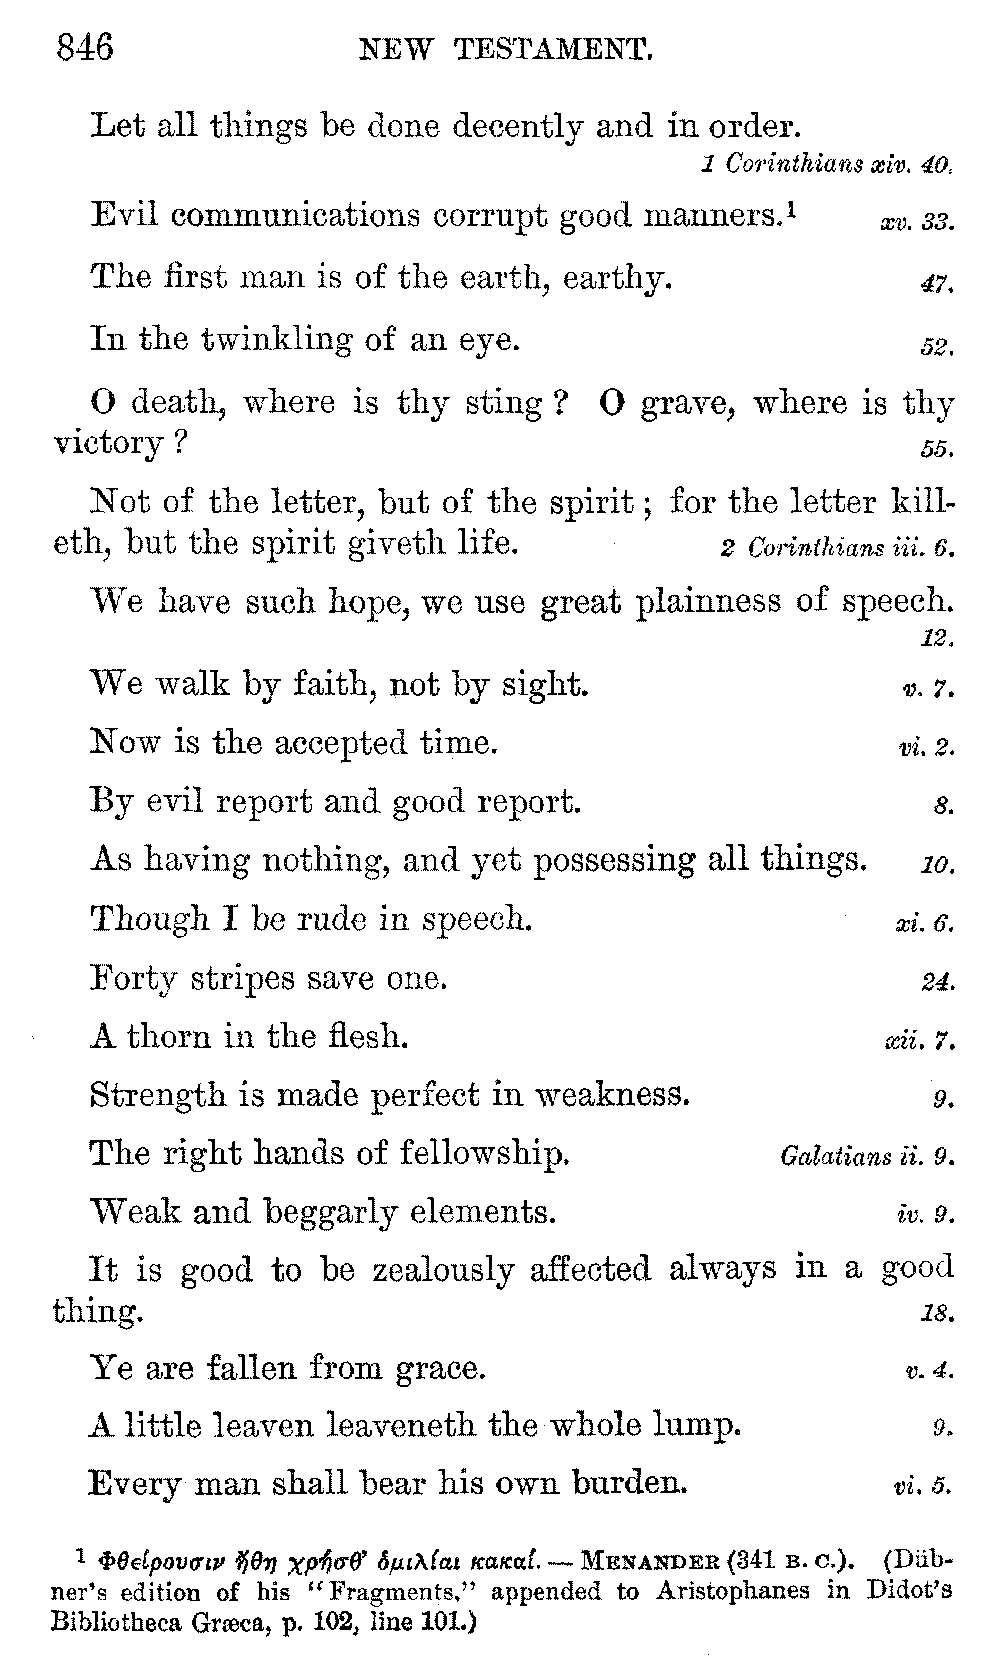 846 NEW TESTAMENT.
Let all things be done decently and in order.
1 Corinthians xiv. 40.
Evil communications corrupt good manners.¹ xv. 33.
The first man is of the earth, earthy. 47.
In the twinkling of an eye. 52.
O death, where is thy sting? O grave, where is thy
victory? 55.
Not of the letter, but of the spirit; for the letter kill-
eth, but the spirit giveth life. 2 Corinthians iii. 6.
We have such hope, we use great plainness of speech.
12.
We walk by faith, not by sight. v. 7.
Now is the accepted time. vi. 2.
By evil report and good report. 8.
As having nothing, and yet possessing all things. 10.
Though I be rude in speech. xi. 6.
Forty stripes save one. 24.
A thorn in the flesh. xii. 7.
Strength is made perfect in weakness. 9.
The right hands of fellowship. Galatians ii. 9.
Weak and beggarly elements. iv. 9.
It is good to be zealously affected always in a good
thing. 18.
Ye are fallen from grace. v. 4.
A little leaven leaveneth the whole lump. 9.
Every man shall bear his own burden. vi. 5.
¹ Φθείρουσιν ἤθη χρῆσθ’ ὁμιλίαι κακαί. — MENANDER (341 B. C.). (Düb-
ner's edition of his “Fragments,” appended to Aristophanes in Didot's
Bibliotheca Græca, p. 102, line 101.)